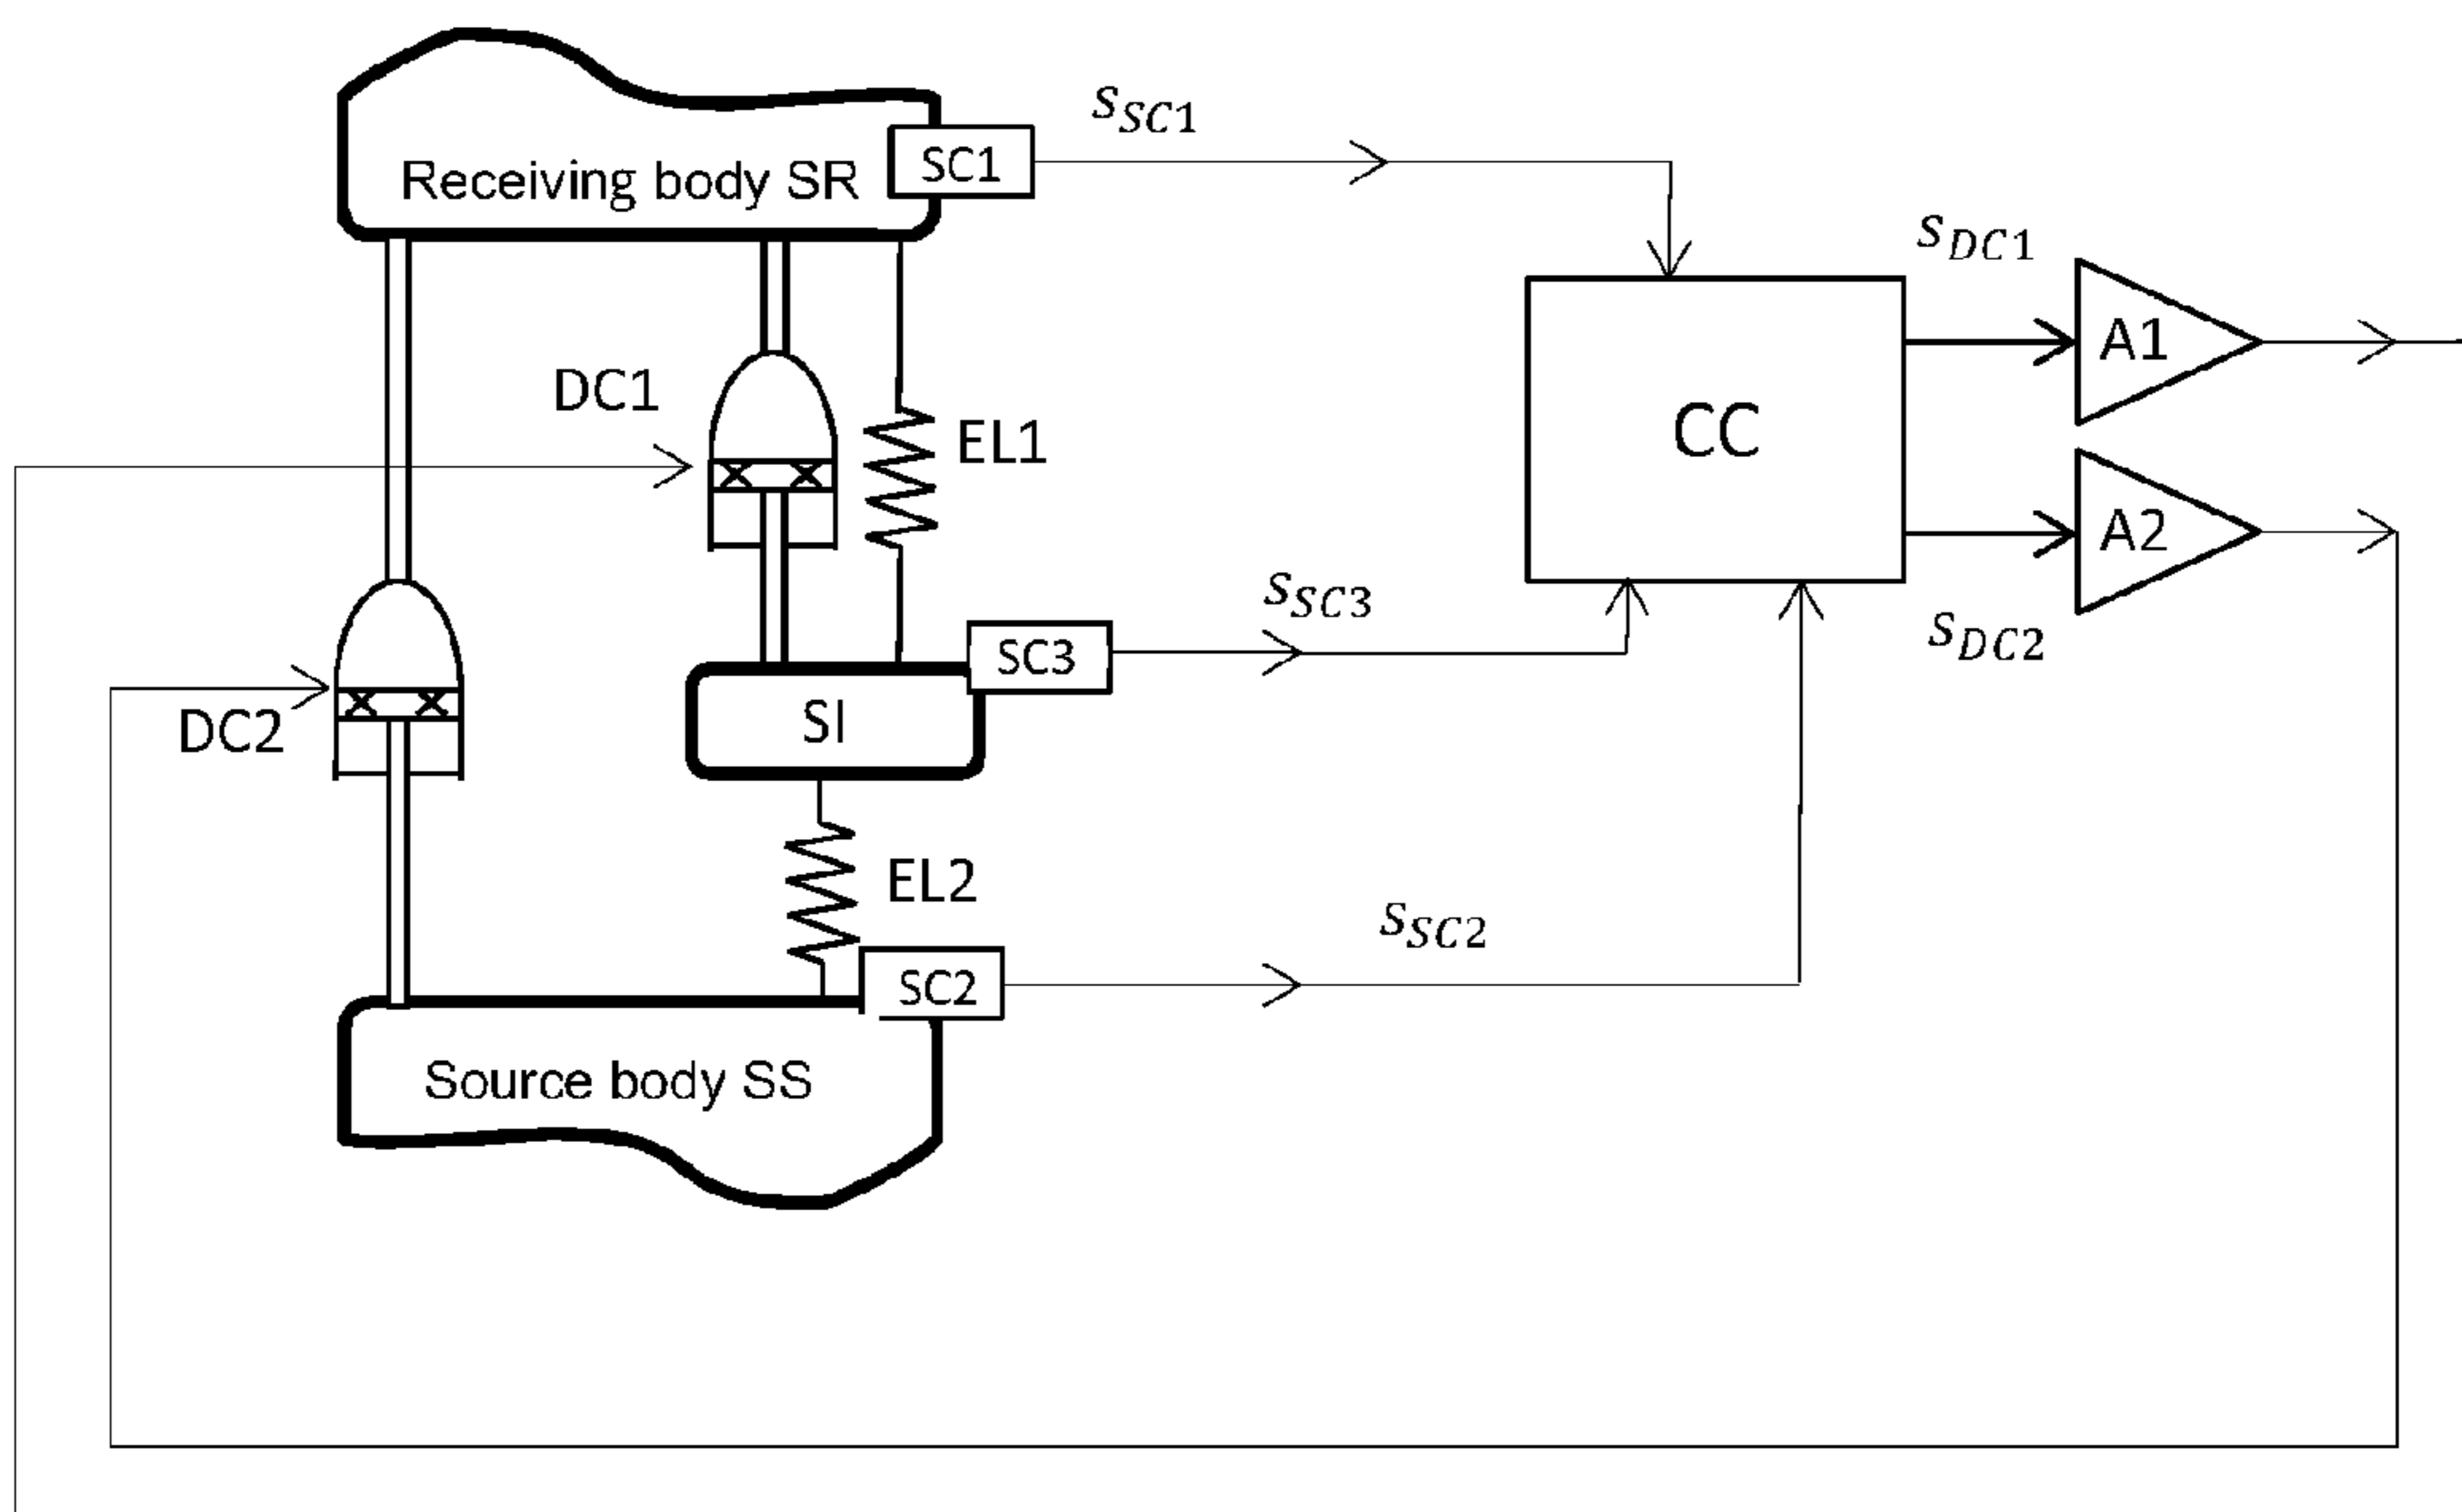 s_SC1
Receiving body SR
SC1
s_DC1
A1
DC1
EL1
CC
A2
s_SC3
s_DC2
SC3
SI
DC2
EL2
s_SC2
SC2
Source body SS